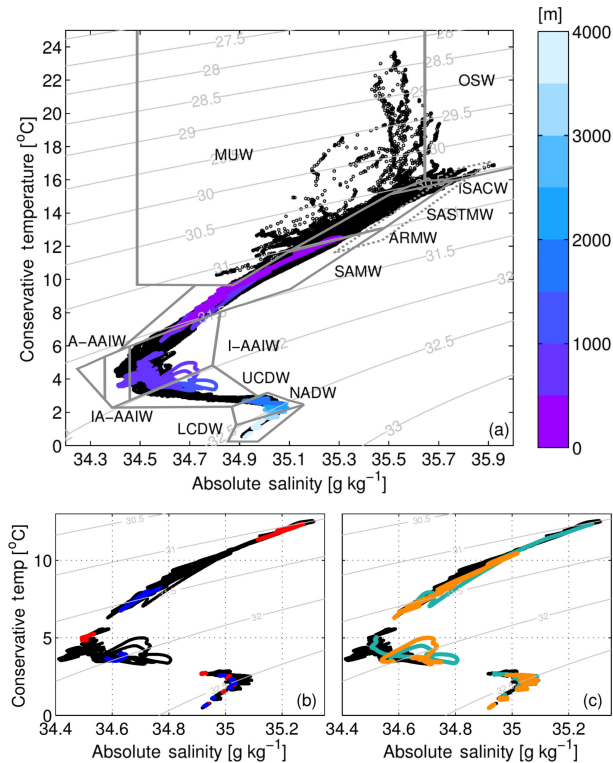 [m]
24
22
20
18
16
14
12
10
8
6
4
2
0
Conservative temperature [°C]
27.5
28
28.5
29
29.5
30
30.5
31
31.5
32
32.5
33
OSW
MUW
ISACW
SASTMW
ARMW
SAMW
A−AAIW
I−AAIW
UCDW
NADW
IA−AAIW
LCDW
(a)
34.3 34.5 34.7 34.9 35.1 35.3 35.5 35.7 35.9
Absolute salinity [g kg⁻¹]
4000
3000
2000
1000
0
Conservative temp [°C]
10
5
0
30.5
31
31.5
32
(b)
34.4 34.6 34.8 35 35.2
Absolute salinity [g kg⁻¹]
30.5
31
31.5
32
(c)
34.4 34.6 34.8 35 35.2
Absolute salinity [g kg⁻¹]